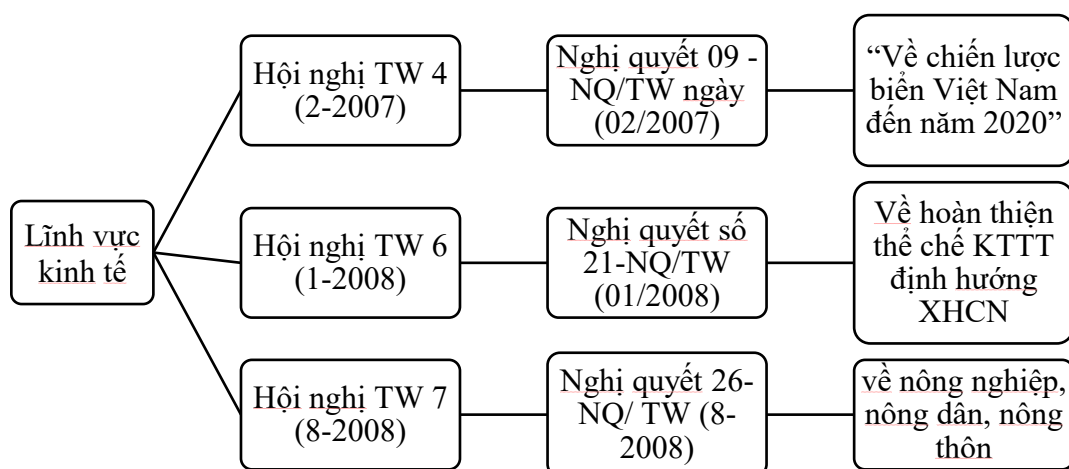 Lĩnh vực
kinh tế
Hội nghị TW 4
(2-2007)
Nghị quyết 09 -
NQ/TW ngày
(02/2007)
“Về chiến lược
biển Việt Nam
đến năm 2020”
Hội nghị TW 6
(1-2008)
Nghị quyết số
21-NQ/TW
(01/2008)
Về hoàn thiện
thể chế KTTT
định hướng
XHCN
Hội nghị TW 7
(8-2008)
Nghị quyết 26-
NQ/ TW (8-
2008)
về nông nghiệp,
nông dân, nông
thôn